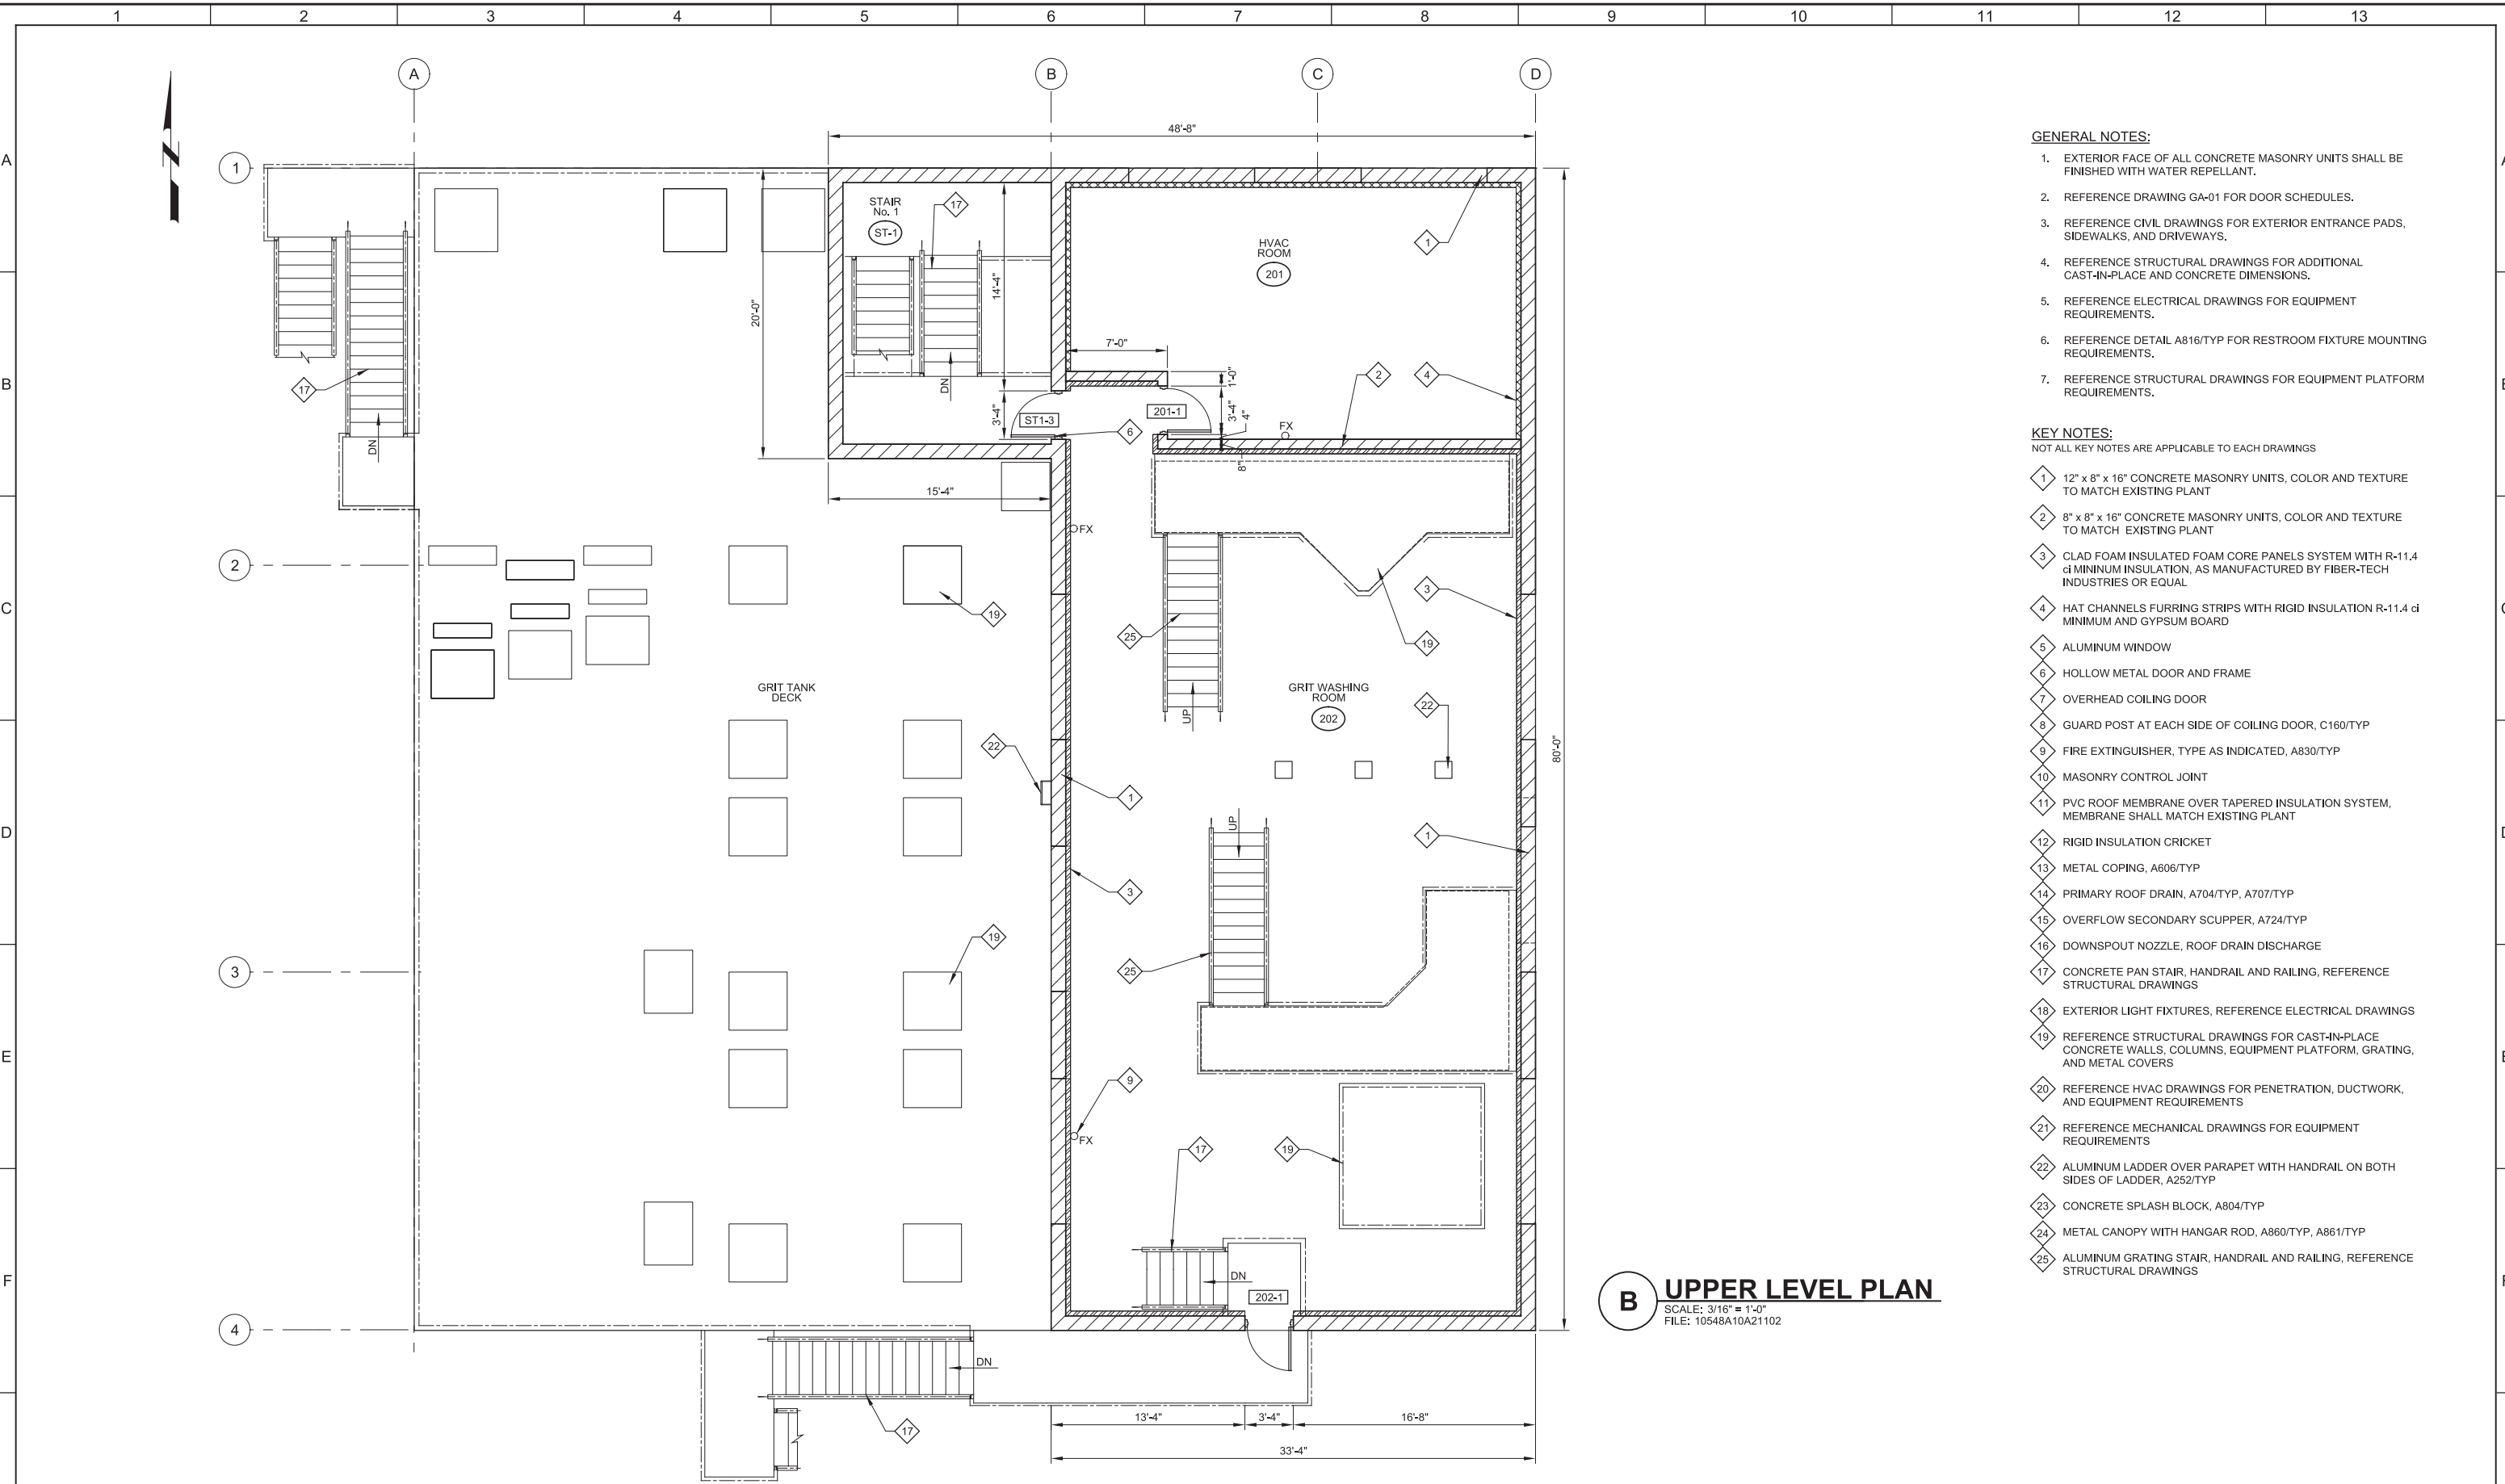 1 2 3 4 5 6 7 8 9 10 11 12 13
A B C D
N
48'-8"
A
1
STAIR
No. 1
ST-1
17
HVAC
ROOM
201
1
14'-4"
20'-0"
7'-0"
1'-0"
2
4
17
B
DN
DN
3'-4"
ST1-3
201-1
3'-4"
4"
6
FX
8"
15'-4"
FX
2
3
C
19
25
19
GRIT TANK
DECK
GRIT WASHING
ROOM
202
22
UP
22
80'-0"
1
UP
1
D
3
19
3
25
E
9
FX
17
19
F
DN
202-1
4
DN
17
13'-4"
3'-4"
16'-8"
33'-4"
B
UPPER LEVEL PLAN
SCALE: 3/16" = 1'-0"
FILE: 10548A10A21102
GENERAL NOTES:
1. EXTERIOR FACE OF ALL CONCRETE MASONRY UNITS SHALL BE
FINISHED WITH WATER REPELLANT.
2. REFERENCE DRAWING GA-01 FOR DOOR SCHEDULES.
3. REFERENCE CIVIL DRAWINGS FOR EXTERIOR ENTRANCE PADS,
SIDEWALKS, AND DRIVEWAYS.
4. REFERENCE STRUCTURAL DRAWINGS FOR ADDITIONAL
CAST-IN-PLACE AND CONCRETE DIMENSIONS.
5. REFERENCE ELECTRICAL DRAWINGS FOR EQUIPMENT
REQUIREMENTS.
6. REFERENCE DETAIL A816/TYP FOR RESTROOM FIXTURE MOUNTING
REQUIREMENTS.
7. REFERENCE STRUCTURAL DRAWINGS FOR EQUIPMENT PLATFORM
REQUIREMENTS.
KEY NOTES:
NOT ALL KEY NOTES ARE APPLICABLE TO EACH DRAWINGS
1 12" x 8" x 16" CONCRETE MASONRY UNITS, COLOR AND TEXTURE
TO MATCH EXISTING PLANT
2 8" x 8" x 16" CONCRETE MASONRY UNITS, COLOR AND TEXTURE
TO MATCH EXISTING PLANT
3 CLAD FOAM INSULATED FOAM CORE PANELS SYSTEM WITH R-11.4
ci MININUM INSULATION, AS MANUFACTURED BY FIBER-TECH
INDUSTRIES OR EQUAL
4 HAT CHANNELS FURRING STRIPS WITH RIGID INSULATION R-11.4 ci
MINIMUM AND GYPSUM BOARD
5 ALUMINUM WINDOW
6 HOLLOW METAL DOOR AND FRAME
7 OVERHEAD COILING DOOR
8 GUARD POST AT EACH SIDE OF COILING DOOR, C160/TYP
9 FIRE EXTINGUISHER, TYPE AS INDICATED, A830/TYP
10 MASONRY CONTROL JOINT
11 PVC ROOF MEMBRANE OVER TAPERED INSULATION SYSTEM,
MEMBRANE SHALL MATCH EXISTING PLANT
12 RIGID INSULATION CRICKET
13 METAL COPING, A606/TYP
14 PRIMARY ROOF DRAIN, A704/TYP, A707/TYP
15 OVERFLOW SECONDARY SCUPPER, A724/TYP
16 DOWNSPOUT NOZZLE, ROOF DRAIN DISCHARGE
17 CONCRETE PAN STAIR, HANDRAIL AND RAILING, REFERENCE
STRUCTURAL DRAWINGS
18 EXTERIOR LIGHT FIXTURES, REFERENCE ELECTRICAL DRAWINGS
19 REFERENCE STRUCTURAL DRAWINGS FOR CAST-IN-PLACE
CONCRETE WALLS, COLUMNS, EQUIPMENT PLATFORM, GRATING,
AND METAL COVERS
20 REFERENCE HVAC DRAWINGS FOR PENETRATION, DUCTWORK,
AND EQUIPMENT REQUIREMENTS
21 REFERENCE MECHANICAL DRAWINGS FOR EQUIPMENT
REQUIREMENTS
22 ALUMINUM LADDER OVER PARAPET WITH HANDRAIL ON BOTH
SIDES OF LADDER, A252/TYP
23 CONCRETE SPLASH BLOCK, A804/TYP
24 METAL CANOPY WITH HANGAR ROD, A860/TYP, A861/TYP
25 ALUMINUM GRATING STAIR, HANDRAIL AND RAILING, REFERENCE
STRUCTURAL DRAWINGS